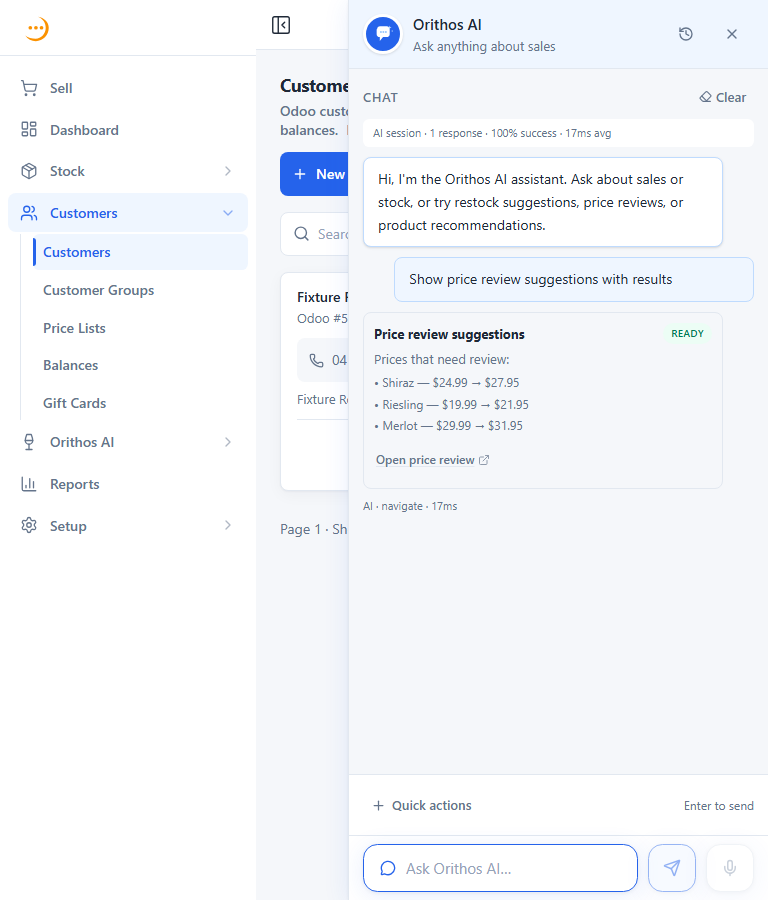 Sell
Dashboard
Stock
Customers
Customers
Customer Groups
Price Lists
Balances
Gift Cards
Orithos AI
Reports
Setup
Odoo
balances.
New
Odoo #5
04
Page 1 · Sh
Orithos AI
Ask anything about sales
CHAT
Clear
AI session · 1 response · 100% success · 17ms avg
Hi, I'm the Orithos AI assistant. Ask about sales or
stock, or try restock suggestions, price reviews, or
product recommendations.
Show price review suggestions with results
Price review suggestions
READY
Prices that need review:
• Shiraz — $24.99 → $27.95
• Riesling — $19.99 → $21.95
• Merlot — $29.99 → $31.95
Open price review
AI · navigate · 17ms
Quick actions
Enter to send
Ask Orithos AI...